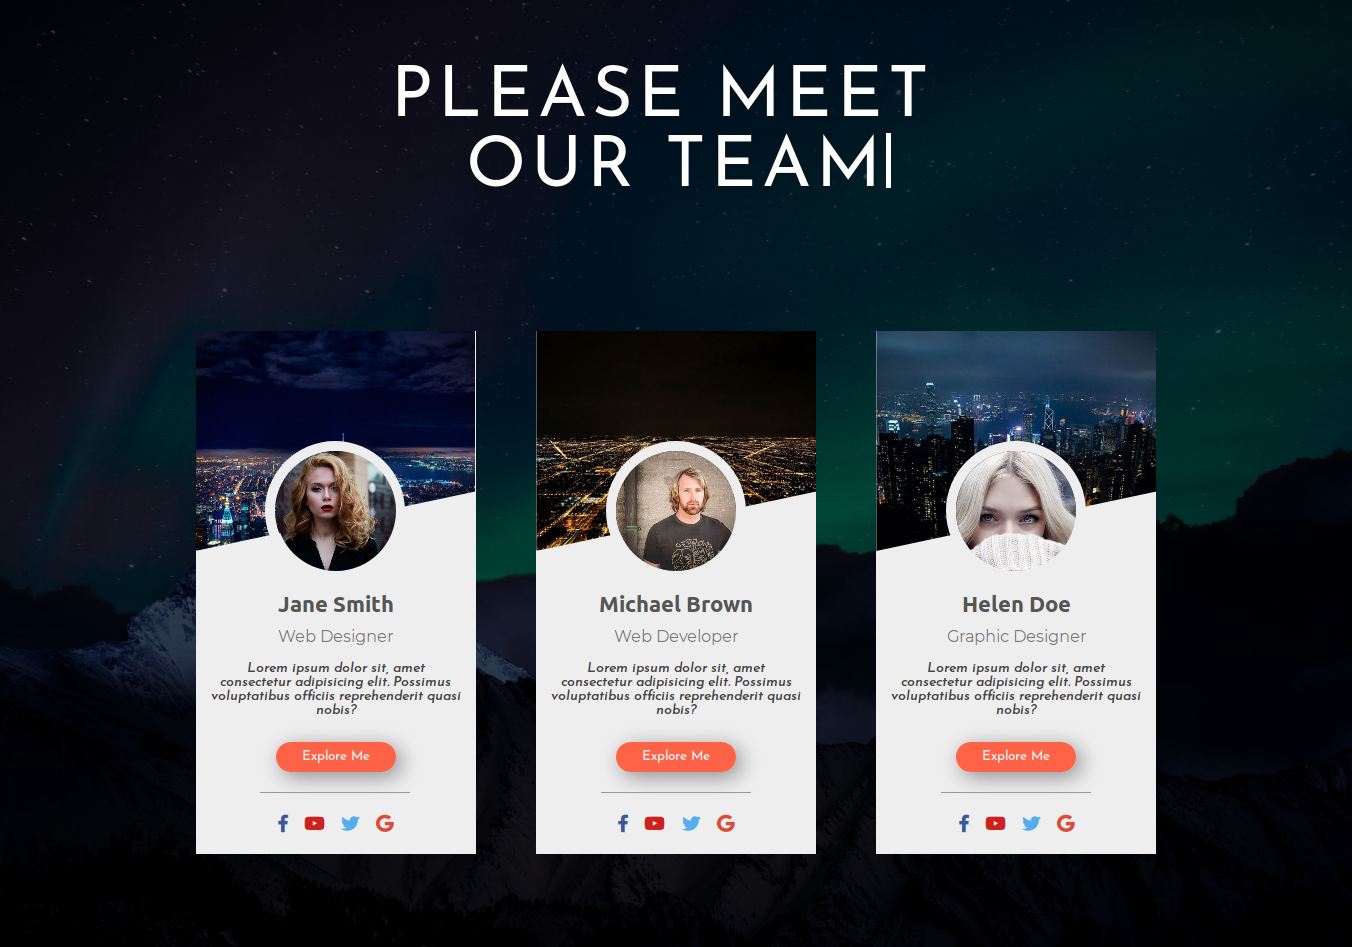 PLEASE MEET
OUR TEAM
Jane Smith
Web Designer
Lorem ipsum dolor sit, amet
consectetur adipisicing elit. Possimus
voluptatibus officiis reprehenderit quasi
nobis?
Explore Me
Michael Brown
Web Developer
Lorem ipsum dolor sit, amet
consectetur adipisicing elit. Possimus
voluptatibus officiis reprehenderit quasi
nobis?
Explore Me
Helen Doe
Graphic Designer
Lorem ipsum dolor sit, amet
consectetur adipisicing elit. Possimus
voluptatibus officiis reprehenderit quasi
nobis?
Explore Me